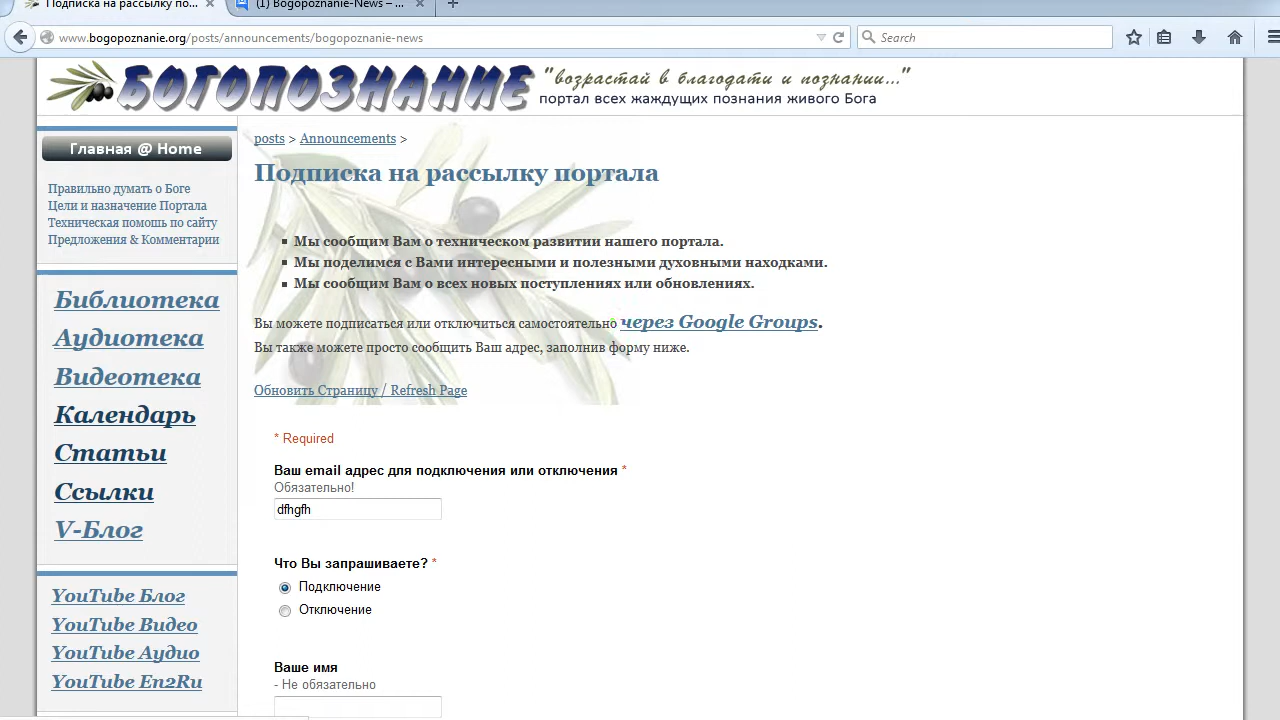 Подписка на рассылку по...
(1) Bogopoznanie-News – ...
www.bogopoznanie.org/posts/announcements/bogopoznanie-news
Search
БОГОПОЗНАНИЕ
"возрастай в благодати и познании..."
портал всех жаждущих познания живого Бога
Главная @ Home
Правильно думать о Боге
Цели и назначение Портала
Техническая помошь по сайту
Предложения & Комментарии
Библиотека
Аудиотека
Видеотека
Календарь
Статьи
Ссылки
V-Блог
YouTube Блог
YouTube Видео
YouTube Аудио
YouTube En2Ru
posts > Announcements >
Подписка на рассылку портала
Мы сообщим Вам о техническом развитии нашего портала.
Мы поделимся с Вами интересными и полезными духовными находками.
Мы сообщим Вам о всех новых поступлениях или обновлениях.
Вы можете подписаться или отключиться самостоятельно через Google Groups.
Вы также можете просто сообщить Ваш адрес, заполнив форму ниже.
Обновить Страницу / Refresh Page
* Required
Ваш email адрес для подключения или отключения *
Обязательно!
dfhgfh
Что Вы запрашиваете? *
Подключение
Отключение
Ваше имя
- Не обязательно